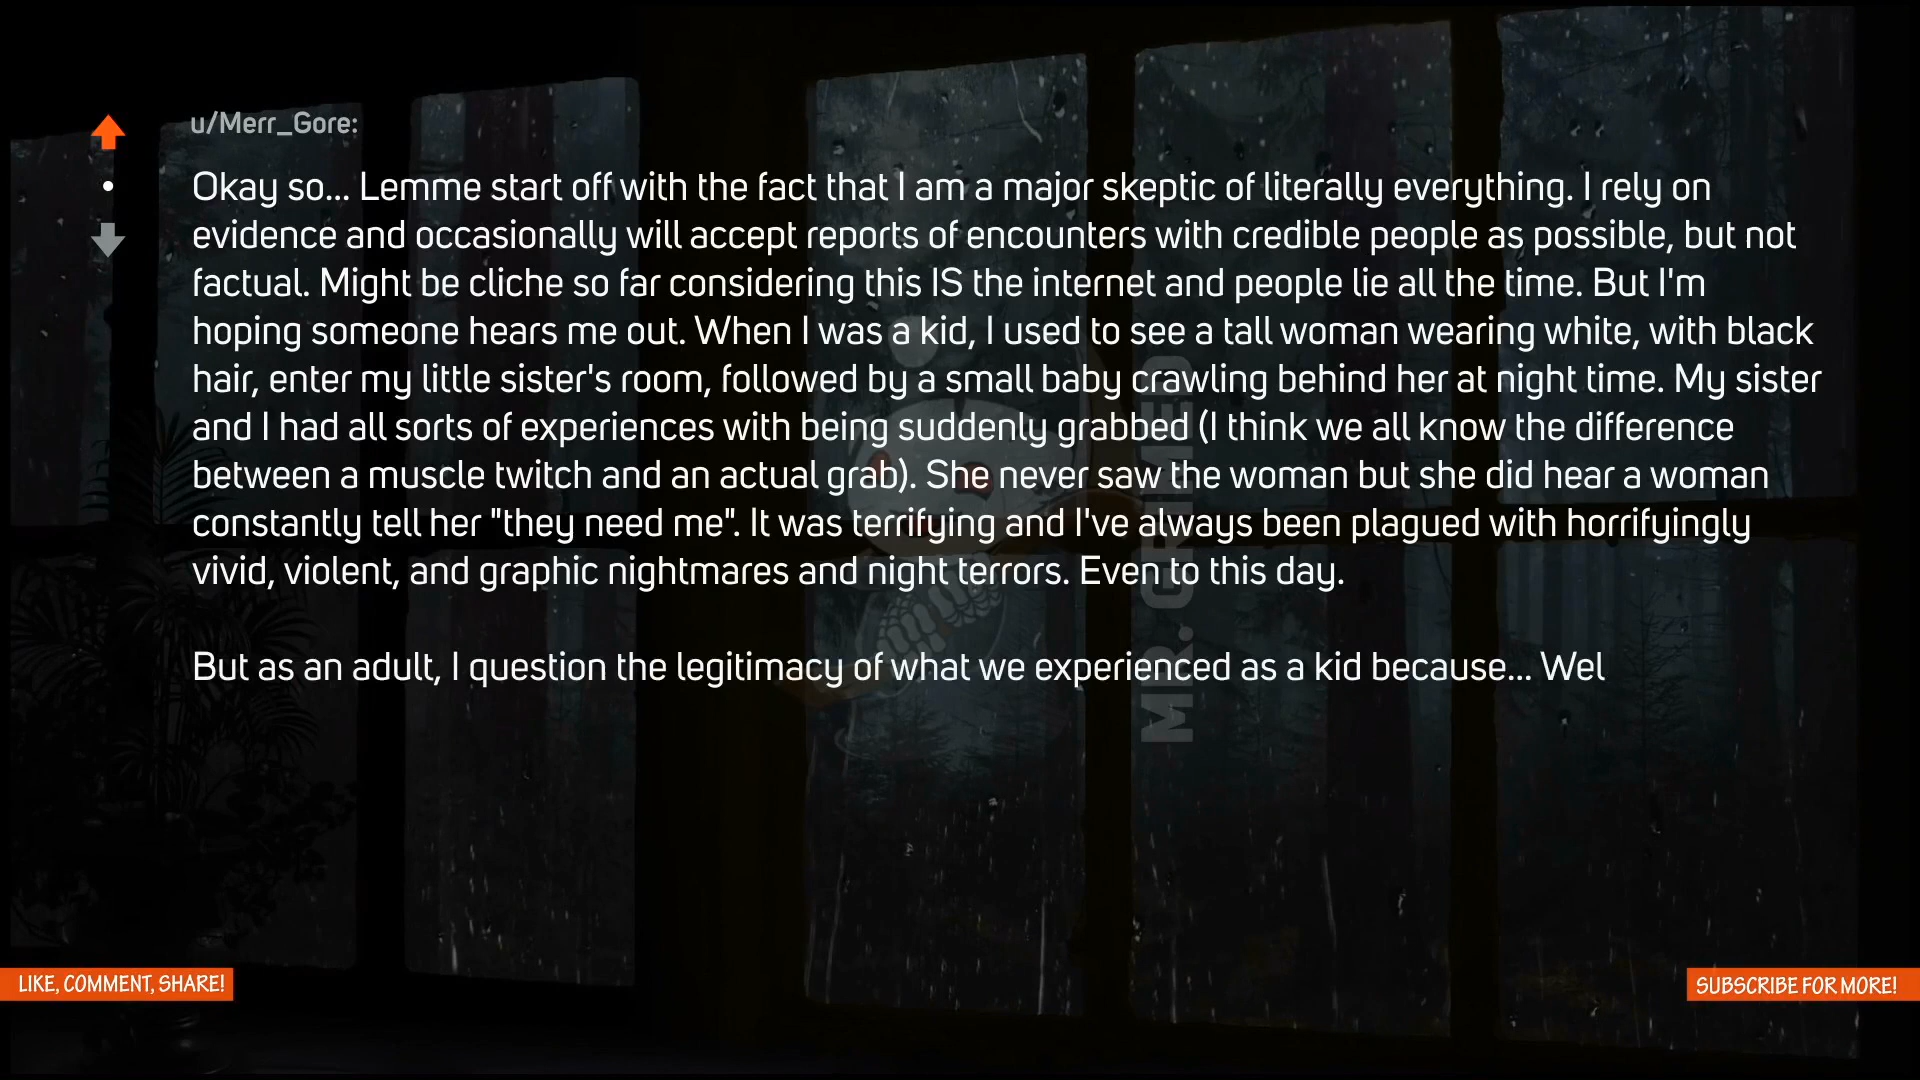 u/Merr_Gore:
Okay so... Lemme start off with the fact that I am a major skeptic of literally everything. I rely on
evidence and occasionally will accept reports of encounters with credible people as possible, but not
factual. Might be cliche so far considering this IS the internet and people lie all the time. But I'm
hoping someone hears me out. When I was a kid, I used to see a tall woman wearing white, with black
hair, enter my little sister's room, followed by a small baby crawling behind her at night time. My sister
and I had all sorts of experiences with being suddenly grabbed (I think we all know the difference
between a muscle twitch and an actual grab). She never saw the woman but she did hear a woman
constantly tell her "they need me". It was terrifying and I've always been plagued with horrifyingly
vivid, violent, and graphic nightmares and night terrors. Even to this day.
But as an adult, I question the legitimacy of what we experienced as a kid because... Wel
MR. GRIMED
LIKE, COMMENT, SHARE!
SUBSCRIBE FOR MORE!